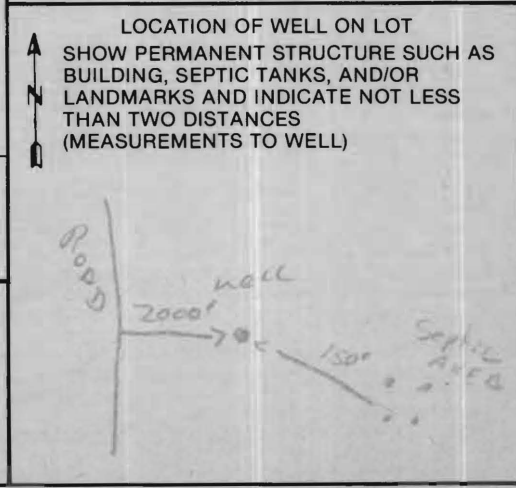 LOCATION OF WELL ON LOT
SHOW PERMANENT STRUCTURE SUCH AS
BUILDING, SEPTIC TANKS, AND/OR
LANDMARKS AND INDICATE NOT LESS
THAN TWO DISTANCES
(MEASUREMENTS TO WELL)
N
ROAD
well
2000'
150'
Septic
AREA